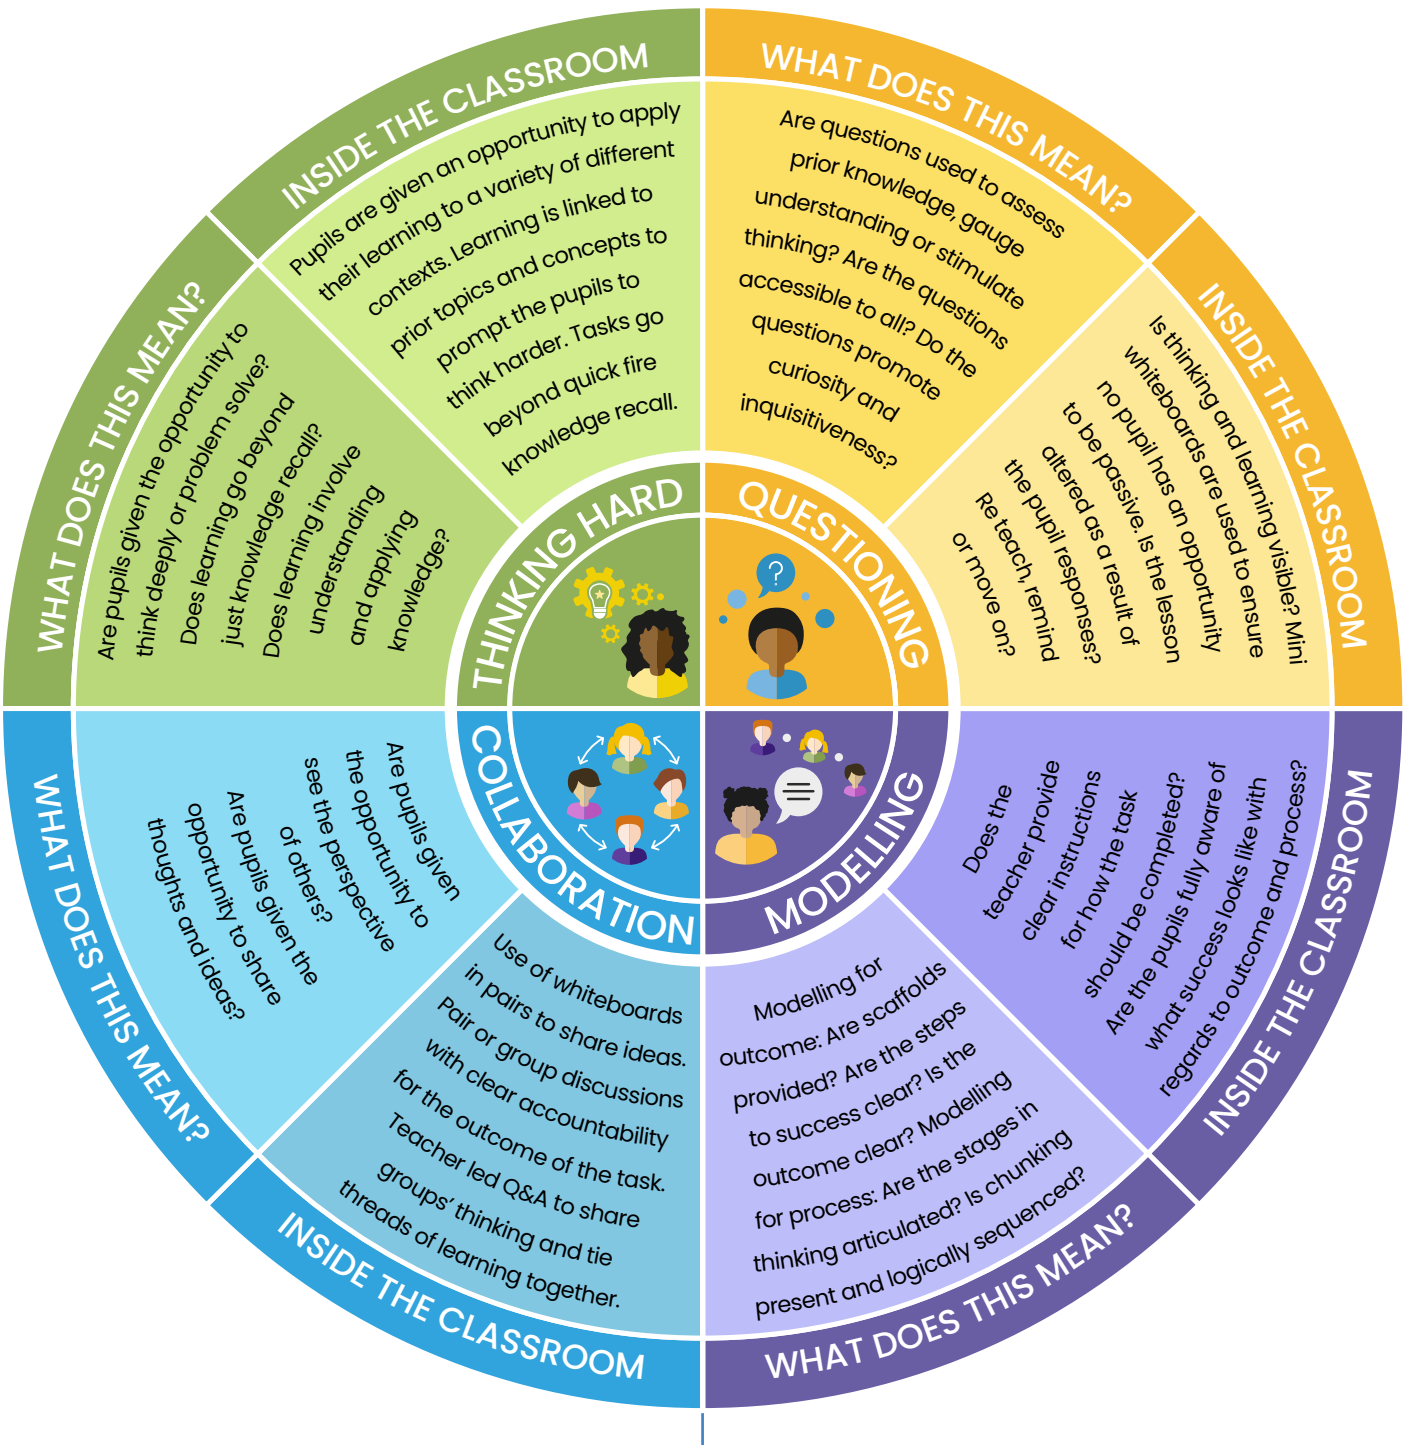 THINKING HARD
WHAT DOES THIS MEAN?
Are pupils given the opportunity to
think deeply or problem solve?
Does learning go beyond
just knowledge recall?
Does learning involve
understanding
and applying
knowledge?
INSIDE THE CLASSROOM
Pupils are given an opportunity to apply
their learning to a variety of different
contexts. Learning is linked to
prior topics and concepts to
prompt the pupils to
think harder. Tasks go
beyond quick fire
knowledge recall.
QUESTIONING
WHAT DOES THIS MEAN?
Are questions used to assess
prior knowledge, gauge
understanding or stimulate
thinking? Are the questions
accessible to all? Do the
questions promote
curiosity and
inquisitiveness?
INSIDE THE CLASSROOM
Is thinking and learning visible? Mini
whiteboards are used to ensure
no pupil has an opportunity
to be passive. Is the lesson
altered as a result of
the pupil responses?
Re teach, remind
or move on?
?
MODELLING
INSIDE THE CLASSROOM
Does the
teacher provide
clear instructions
for how the task
should be completed?
Are the pupils fully aware of
what success looks like with
regards to outcome and process?
WHAT DOES THIS MEAN?
Modelling for
outcome: Are scaffolds
provided? Are the steps
to success clear? Is the
outcome clear? Modelling
for process: Are the stages in
thinking articulated? Is chunking
present and logically sequenced?
COLLABORATION
WHAT DOES THIS MEAN?
Are pupils given
the opportunity to
see the perspective
of others?
Are pupils given the
opportunity to share
thoughts and ideas?
INSIDE THE CLASSROOM
Use of whiteboards
in pairs to share ideas.
Pair or group discussions
with clear accountability
for the outcome of the task.
Teacher led Q&A to share
groups’ thinking and tie
threads of learning together.